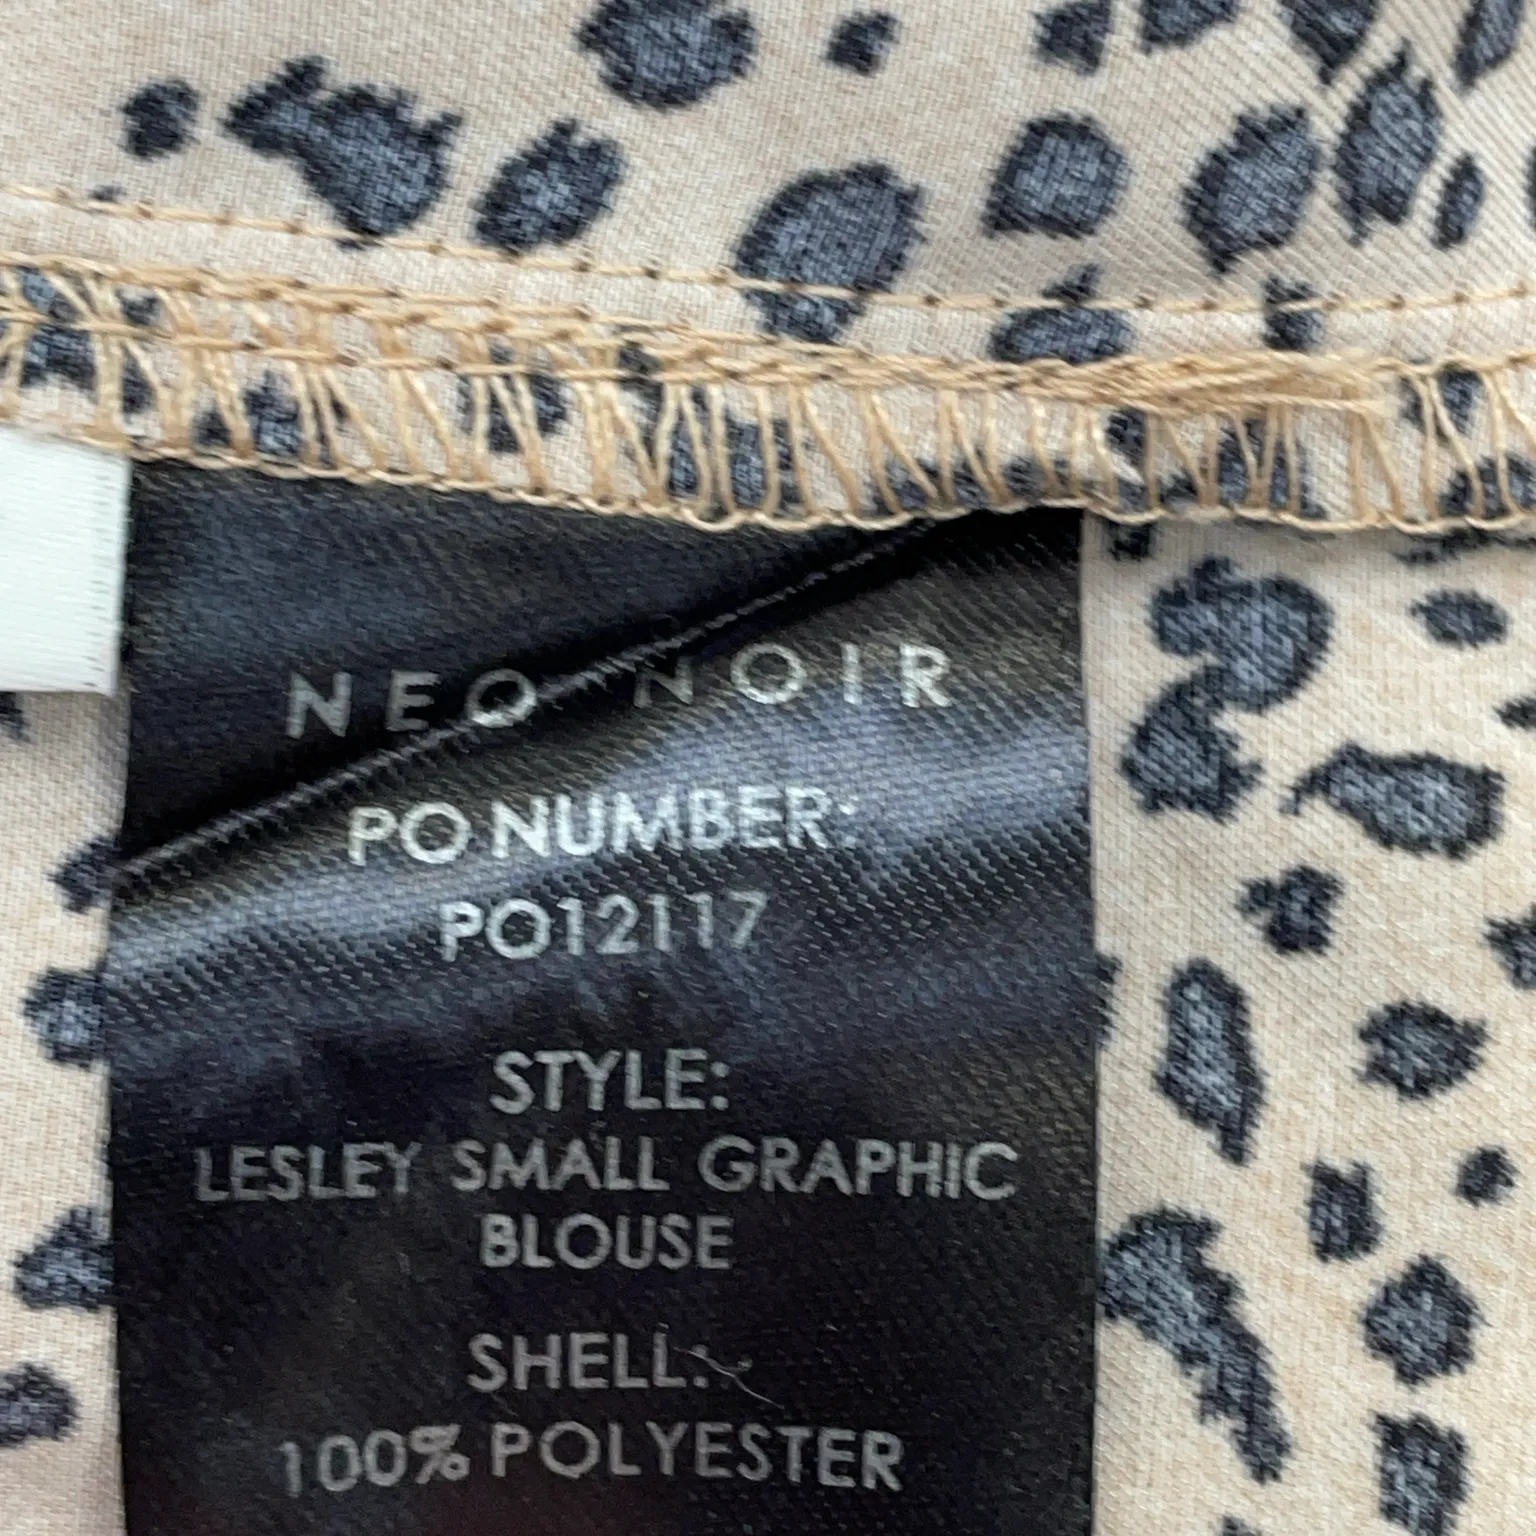 NEO NOIR
PO NUMBER:
PO12117
STYLE:
LESLEY SMALL GRAPHIC
BLOUSE
SHELL:
100% POLYESTER